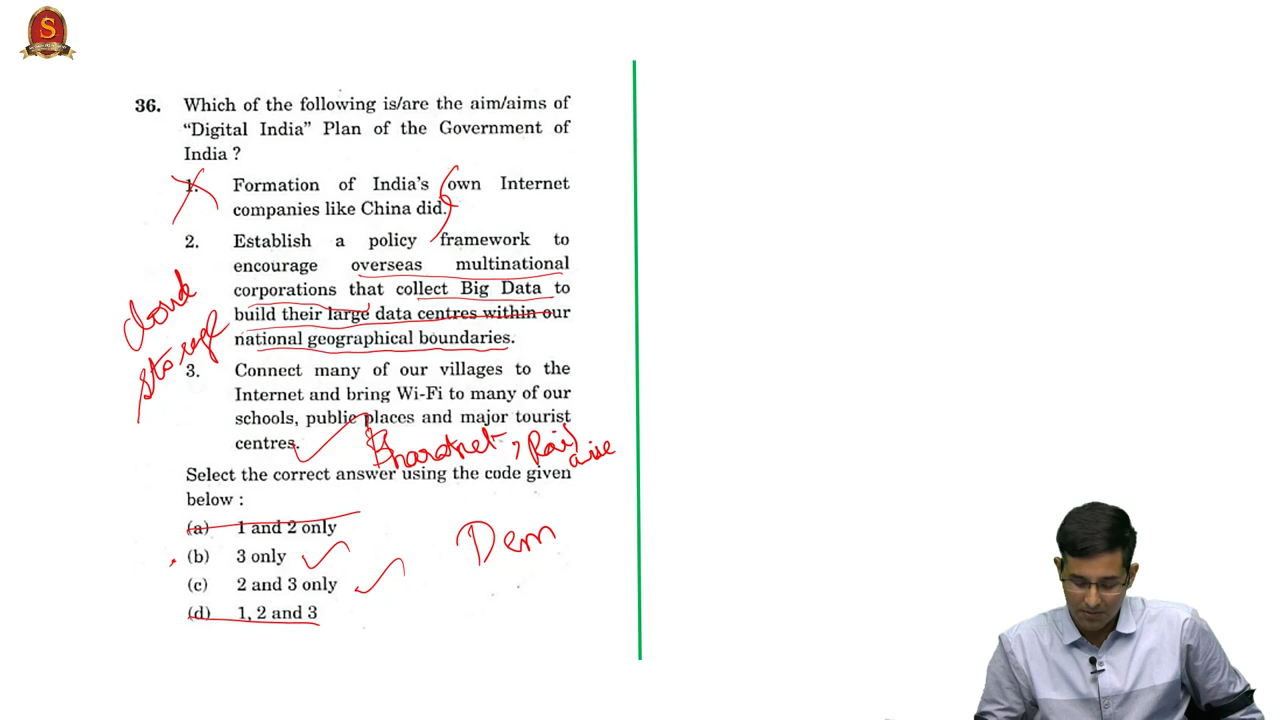 S
36. Which of the following is/are the aim/aims of
“Digital India” Plan of the Government of
India ?
1. Formation of India’s own Internet
companies like China did.
2. Establish a policy framework to
encourage overseas multinational
corporations that collect Big Data to
build their large data centres within our
national geographical boundaries.
cloud
storage
3. Connect many of our villages to the
Internet and bring Wi-Fi to many of our
schools, public places and major tourist
centres.
Bharatnet,
Select the correct answer using the code given
below :
(a) 1 and 2 only
(b) 3 only
Dem
(c) 2 and 3 only
(d) 1, 2 and 3